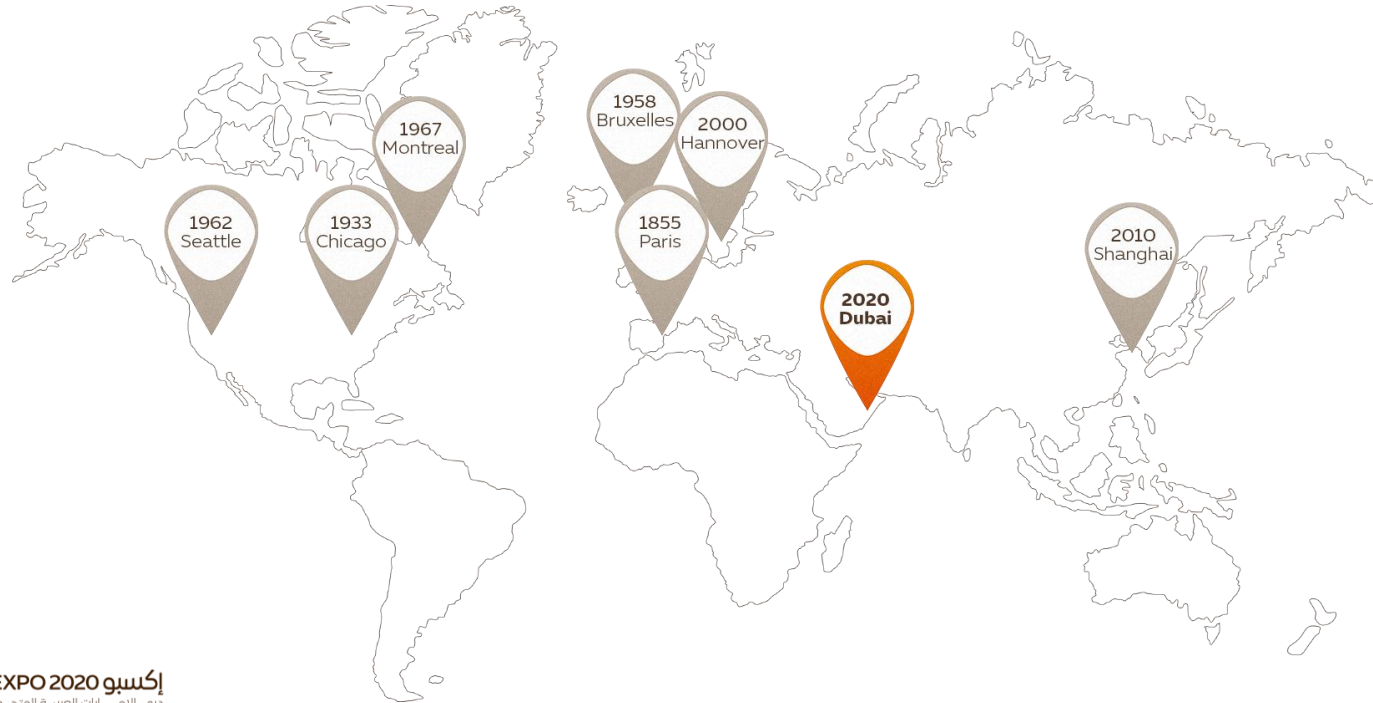 1958
Bruxelles
2000
Hannover
1967
Montreal
1962
Seattle
1933
Chicago
1855
Paris
2010
Shanghai
2020
Dubai
EXPO 2020 إكسبو